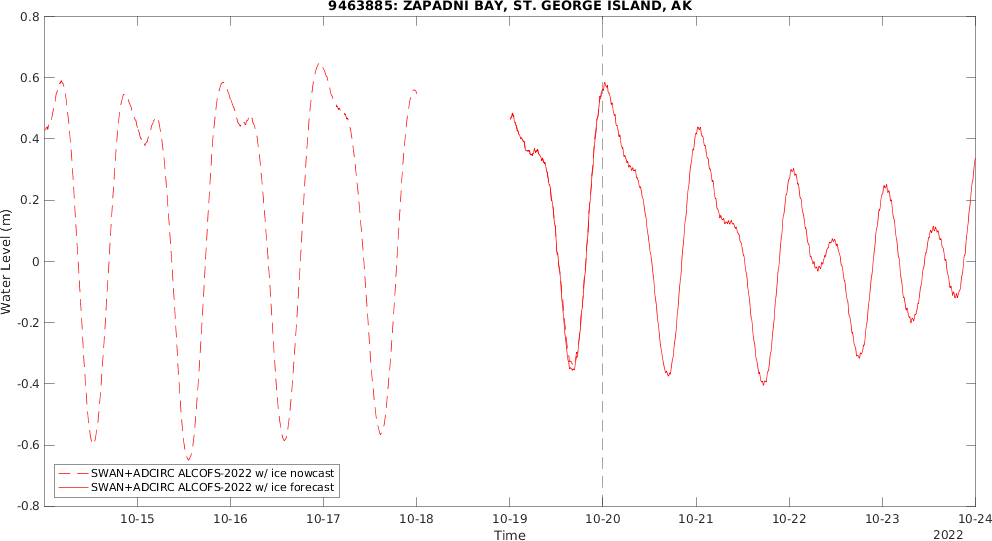 9463885: ZAPADNI BAY, ST. GEORGE ISLAND, AK
0.8
0.6
0.4
0.2
0
-0.2
-0.4
-0.6
-0.8
Water Level (m)
SWAN+ADCIRC ALCOFS-2022 w/ ice nowcast
SWAN+ADCIRC ALCOFS-2022 w/ ice forecast
10-15 10-16 10-17 10-18 10-19 10-20 10-21 10-22 10-23 10-24
Time
2022